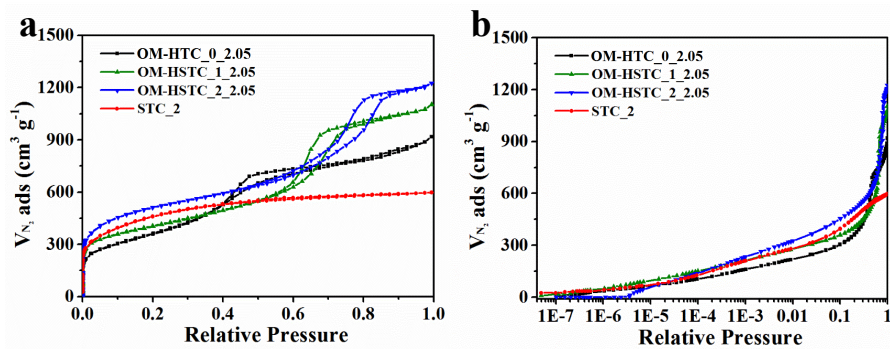 a
1500
1200
900
600
300
0
V_N₂ ads (cm³ g⁻¹)
OM-HTC_0_2.05
OM-HSTC_1_2.05
OM-HSTC_2_2.05
STC_2
0.0 0.2 0.4 0.6 0.8 1.0
Relative Pressure
b
1500
1200
900
600
300
0
V_N₂ ads (cm³ g⁻¹)
OM-HTC_0_2.05
OM-HSTC_1_2.05
OM-HSTC_2_2.05
STC_2
1E-7 1E-6 1E-5 1E-4 1E-3 0,01 0,1 1
Relative Pressure